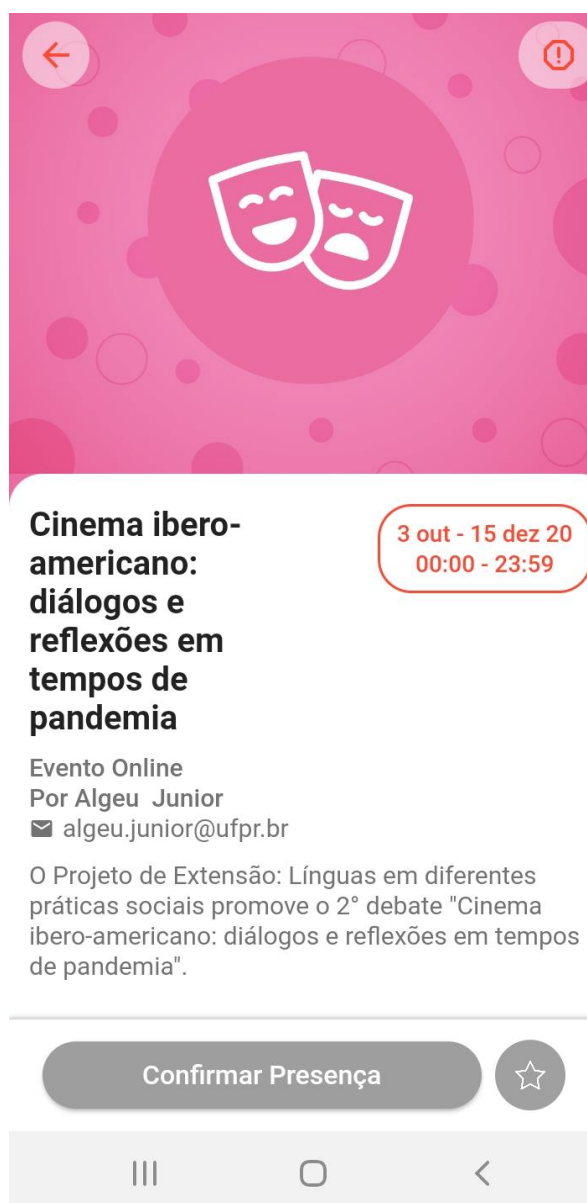 Cinema ibero-
americano:
diálogos e
reflexões em
tempos de
pandemia
3 out - 15 dez 20
00:00 - 23:59
Evento Online
Por Algeu Junior
algeu.junior@ufpr.br
O Projeto de Extensão: Línguas em diferentes
práticas sociais promove o 2° debate "Cinema
ibero-americano: diálogos e reflexões em tempos
de pandemia".
Confirmar Presença